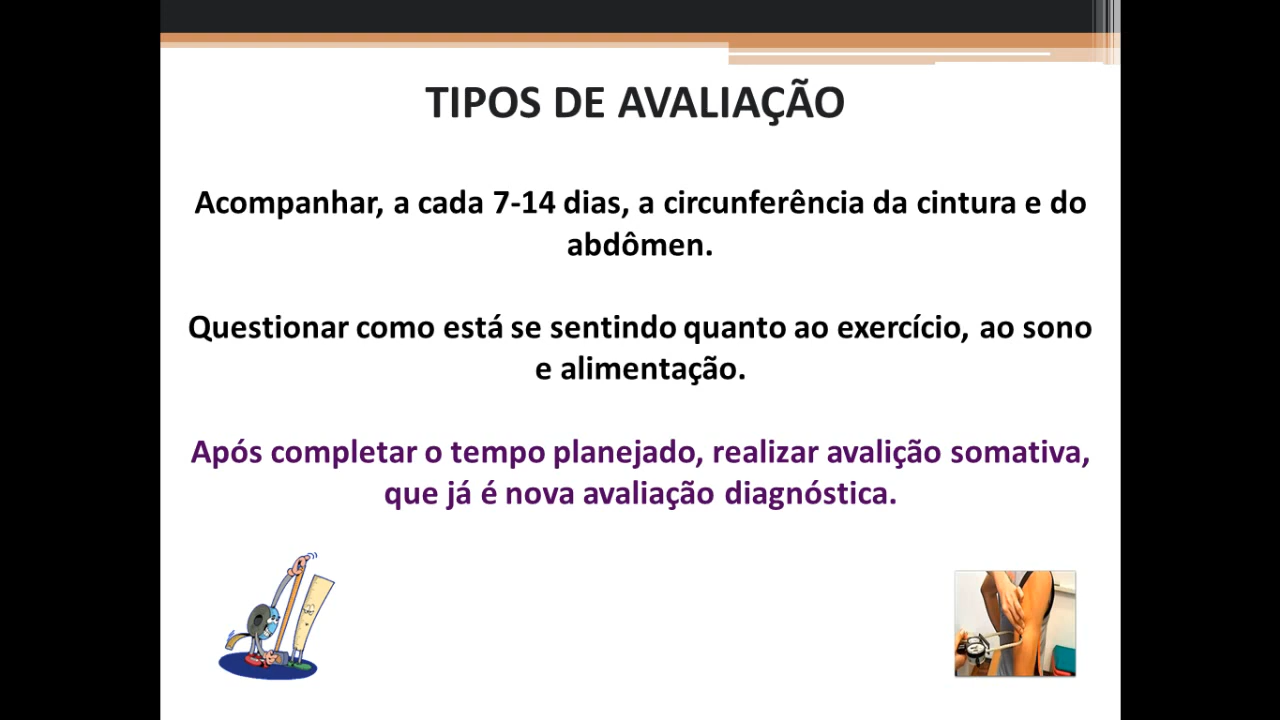 TIPOS DE AVALIAÇÃO
Acompanhar, a cada 7-14 dias, a circunferência da cintura e do
abdômen.
Questionar como está se sentindo quanto ao exercício, ao sono
e alimentação.
Após completar o tempo planejado, realizar avalição somativa,
que já é nova avaliação diagnóstica.